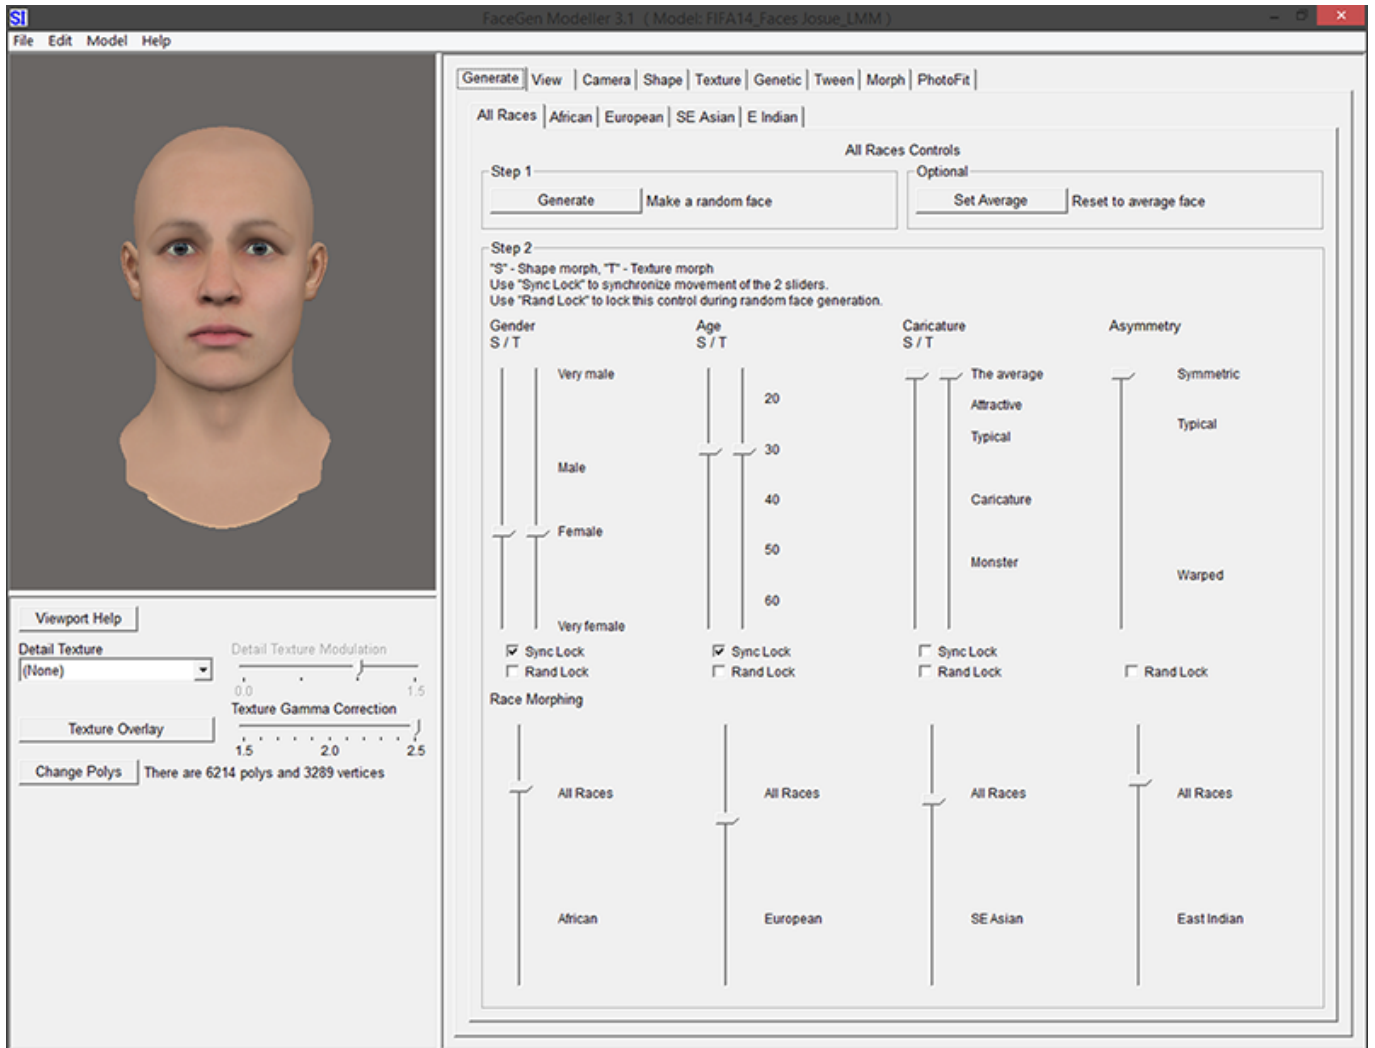 SI
FaceGen Modeller 3.1 ( Model: FIFA14_Faces Josue_LMM )
File Edit Model Help
Generate View Camera Shape Texture Genetic Tween Morph PhotoFit
All Races African European SE Asian E Indian
All Races Controls
Step 1
Generate Make a random face
Optional
Set Average Reset to average face
Step 2
"S" - Shape morph, "T" - Texture morph
Use "Sync Lock" to synchronize movement of the 2 sliders.
Use "Rand Lock" to lock this control during random face generation.
Gender
S / T
Very male
Male
Female
Very female
Sync Lock
Rand Lock
Age
S / T
20
30
40
50
60
Sync Lock
Rand Lock
Caricature
S / T
The average
Attractive
Typical
Caricature
Monster
Sync Lock
Rand Lock
Asymmetry
Symmetric
Typical
Warped
Rand Lock
Race Morphing
All Races
African
All Races
European
All Races
SE Asian
All Races
East Indian
Viewport Help
Detail Texture
(None)
Detail Texture Modulation
0.0 1.5
Texture Overlay
Texture Gamma Correction
1.5 2.0 2.5
Change Polys There are 6214 polys and 3289 vertices